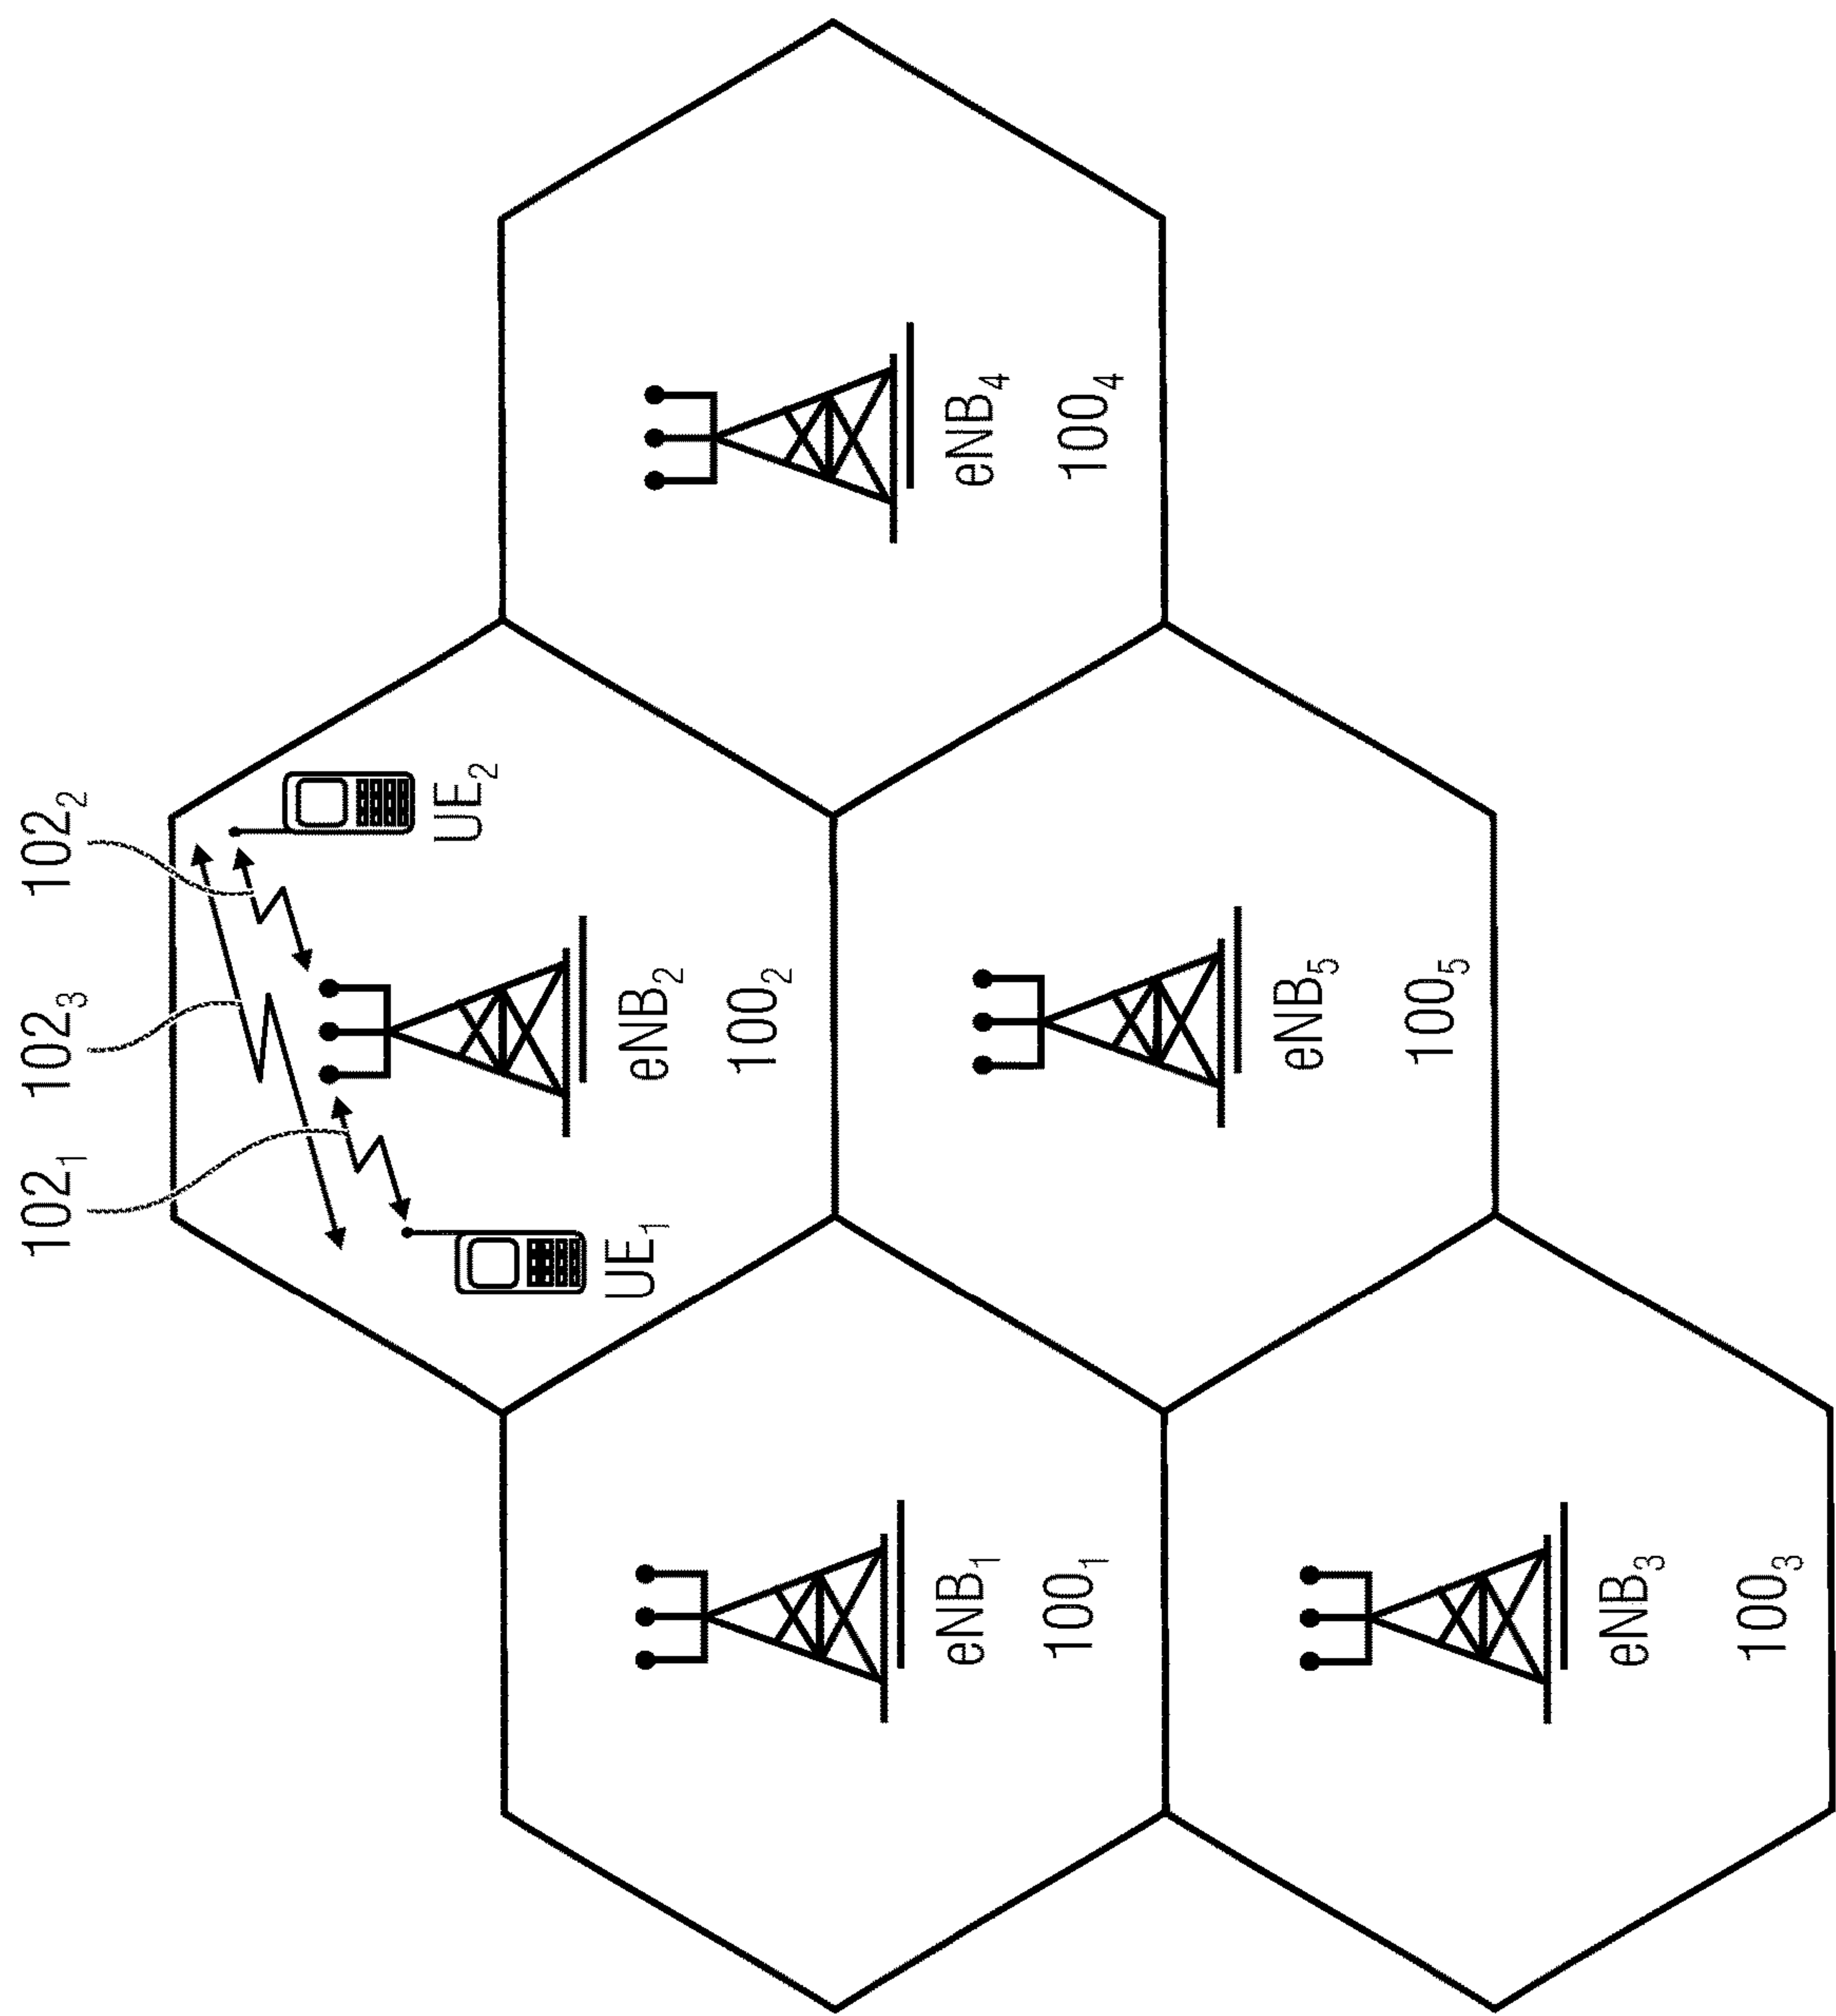 102₁
102₃
102₂
UE₁
UE₂
eNB₂
100₂
eNB₁
100₁
eNB₄
100₄
eNB₅
100₅
eNB₃
100₃